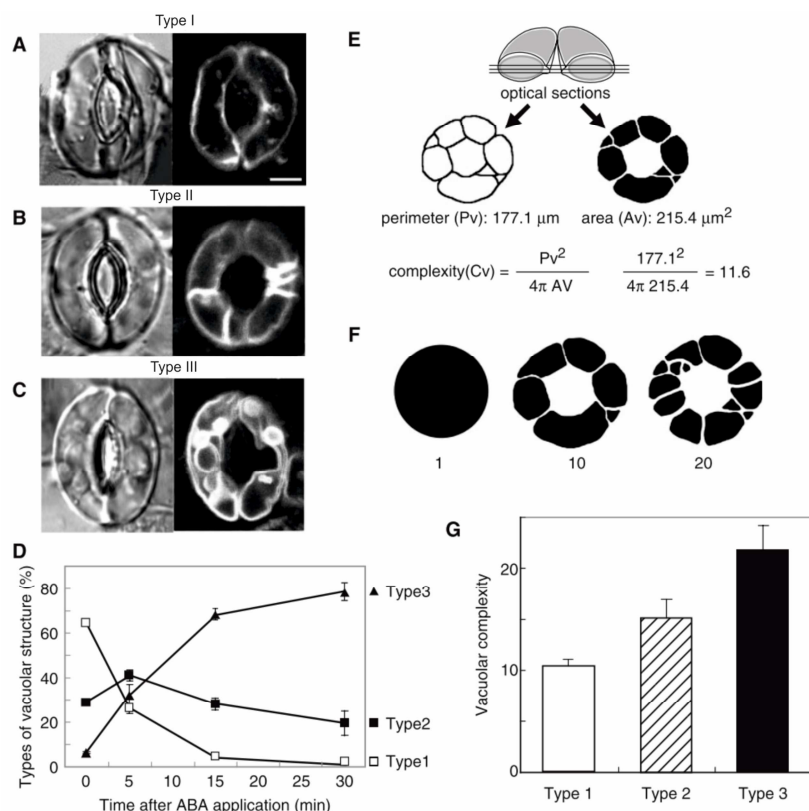 Type I
A
Type II
B
Type III
C
D
Types of vacuolar structure (%)
80
60
40
20
0
0 5 10 15 20 25 30
Time after ABA application (min)
Type3
Type2
Type1
E
optical sections
perimeter (Pv): 177.1 μm area (Av): 215.4 μm²
complexity(Cv) = Pv² / 4π AV 177.1² / 4π 215.4 = 11.6
F
1 10 20
G
Vacuolar complexity
20
10
0
Type 1 Type 2 Type 3